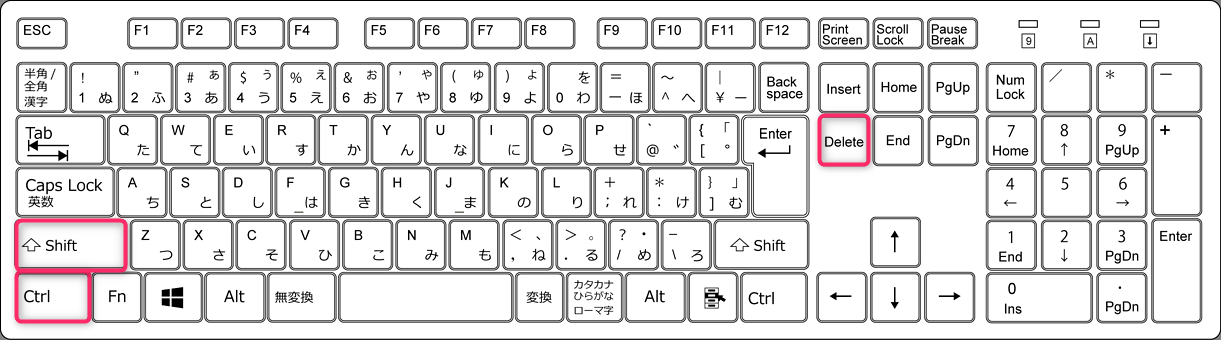 ESC F1 F2 F3 F4 F5 F6 F7 F8 F9 F10 F11 F12 Print Screen Scroll Lock Pause Break 9 A ⬇
半角/全角 漢字 ! 1 ぬ " 2 ふ # ぁ 3 あ $ ぅ 4 う % ぇ 5 え & ぉ 6 お ' ゃ 7 や ( ゅ 8 ゆ ) ょ 9 よ を 0 わ = ー ほ ～ ^ へ | ¥ ー Back space Insert Home PgUp Num Lock ／ * ー
Tab Q た W て E い R す T か Y ん U な I に O ら P せ ` @ ゛ { 「 [ ° Enter Delete End PgDn 7 Home 8 ↑ 9 PgUp +
Caps Lock 英数 A ち S と D し F _は G き H く J _ま K の L り + ; れ * : け } 」 ] む 4 ← 5 6 →
Shift Z つ X さ C そ V ひ B こ N み M も < 、 , ね > 。 . る ? ・ / め _ \ ろ Shift ↑ 1 End 2 ↓ 3 PgDn Enter
Ctrl Fn Alt 無変換 変換 カタカナ ひらがな ローマ字 Alt Ctrl ← ↓ → 0 Ins . PgDn